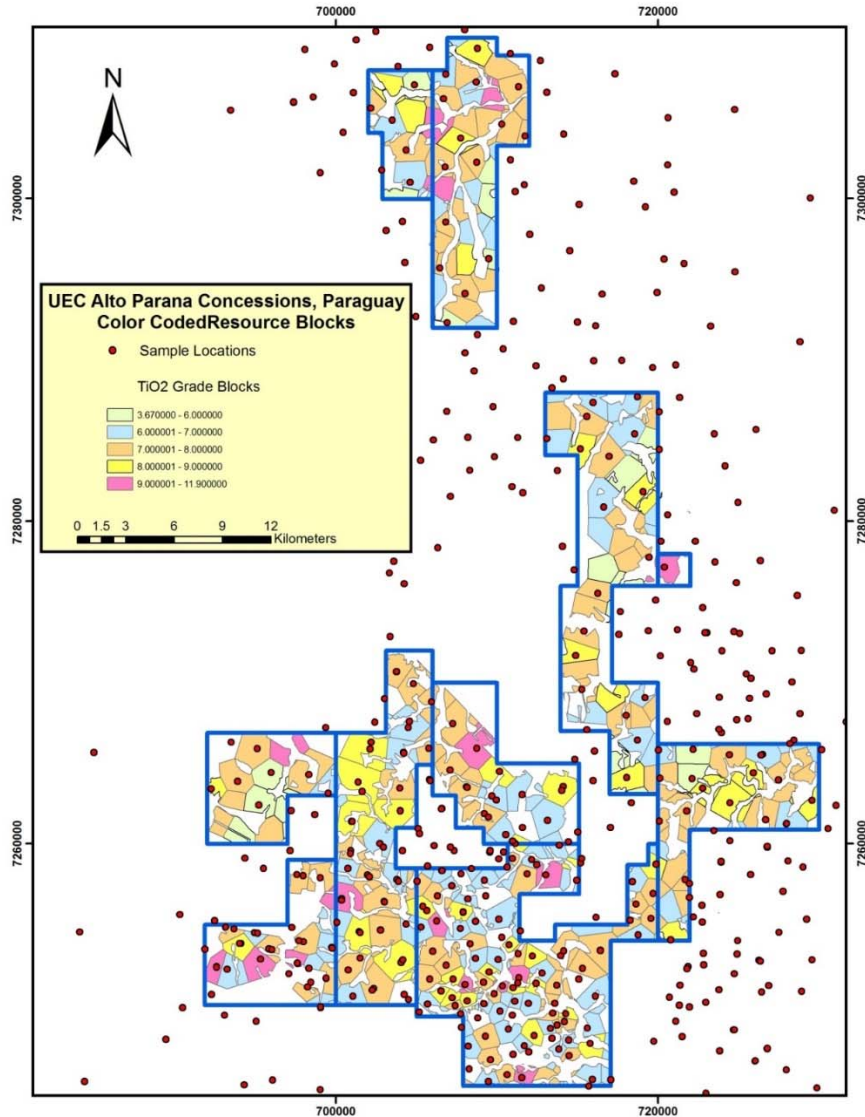 700000 720000
N
7300000 7300000
UEC Alto Parana Concessions, Paraguay
Color CodedResource Blocks
Sample Locations
TiO2 Grade Blocks
3.670000 - 6.000000
6.000001 - 7.000000
7.000001 - 8.000000
8.000001 - 9.000000
9.000001 - 11.900000
0 1.5 3 6 9 12
Kilometers
7280000 7280000
7260000 7260000
700000 720000